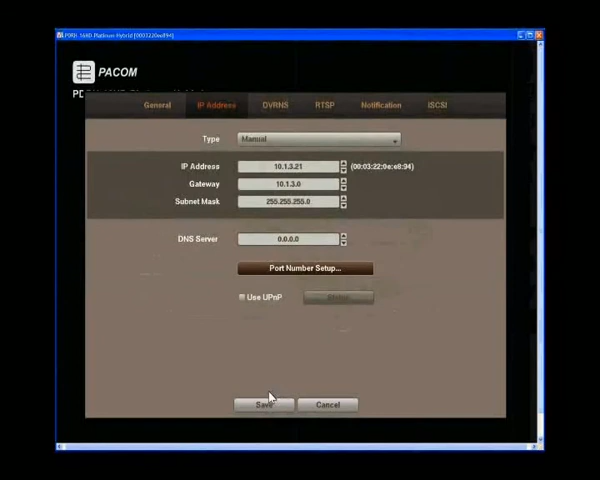 PACOM
General IP Address DVRNS RTSP Notification iSCSI
Type Manual
IP Address 10.1.3.21 (00:03:22:0e:e8:94)
Gateway 10.1.3.0
Subnet Mask 255.255.255.0
DNS Server 0.0.0.0
Port Number Setup...
Use UPnP
Save Cancel